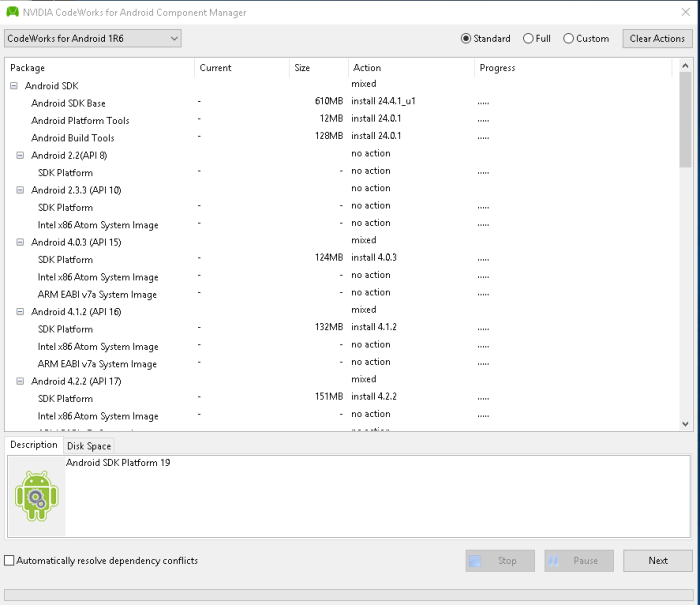 NVIDIA CodeWorks for Android Component Manager
CodeWorks for Android 1R6 Standard Full Custom Clear Actions
Package Current Size Action Progress
Android SDK mixed
Android SDK Base - 610MB install 24.4.1_u1 .....
Android Platform Tools - 12MB install 24.0.1 .....
Android Build Tools - 128MB install 24.0.1 .....
Android 2.2(API 8) no action
SDK Platform - - no action .....
Android 2.3.3 (API 10) no action
SDK Platform - - no action .....
Intel x86 Atom System Image - - no action .....
Android 4.0.3 (API 15) mixed
SDK Platform - 124MB install 4.0.3 .....
Intel x86 Atom System Image - - no action .....
ARM EABI v7a System Image - - no action .....
Android 4.1.2 (API 16) mixed
SDK Platform - 132MB install 4.1.2 .....
Intel x86 Atom System Image - - no action .....
ARM EABI v7a System Image - - no action .....
Android 4.2.2 (API 17) mixed
SDK Platform - 151MB install 4.2.2 .....
Intel x86 Atom System Image - - no action .....
Description Disk Space
Android SDK Platform 19
Automatically resolve dependency conflicts Stop Pause Next